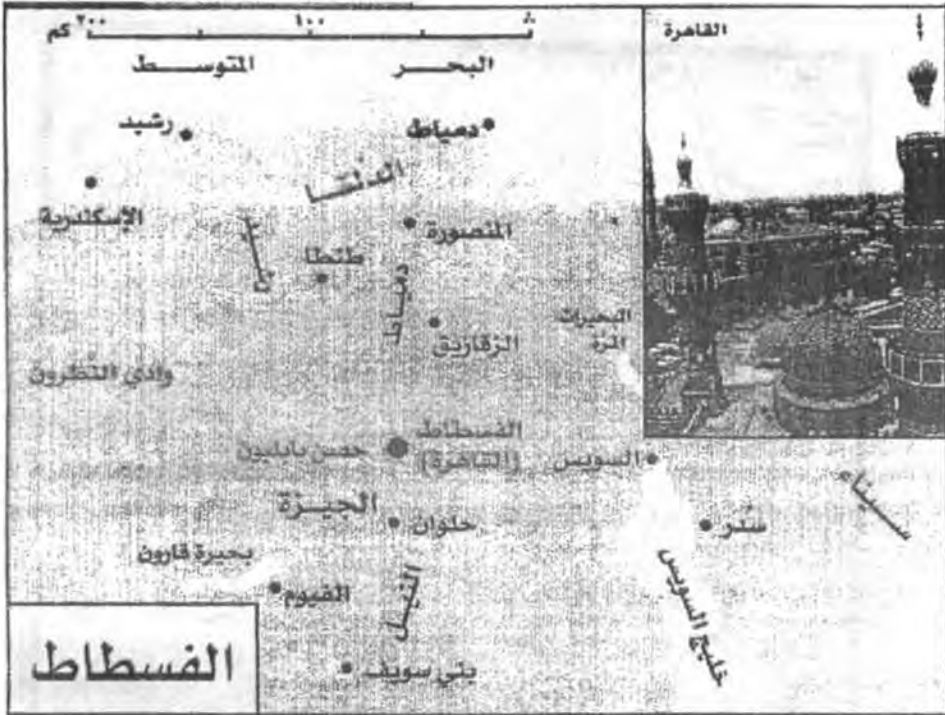 ٢٠٠ كم
١٠٠
القاهرة
البحر
المتوسط
دمياط
رشيد
الدلتا
الإسكندرية
المنصورة
طنطا
دمياط
البحيرات
المرة
الزقازيق
وادي النطرون
الفسطاط
(القاهرة)
حصن بابليون
السويس
سيناء
الجيزة
حلوان
سدر
بحيرة قارون
الفيوم
النيل
خليج السويس
بني سويف
الفسطاط